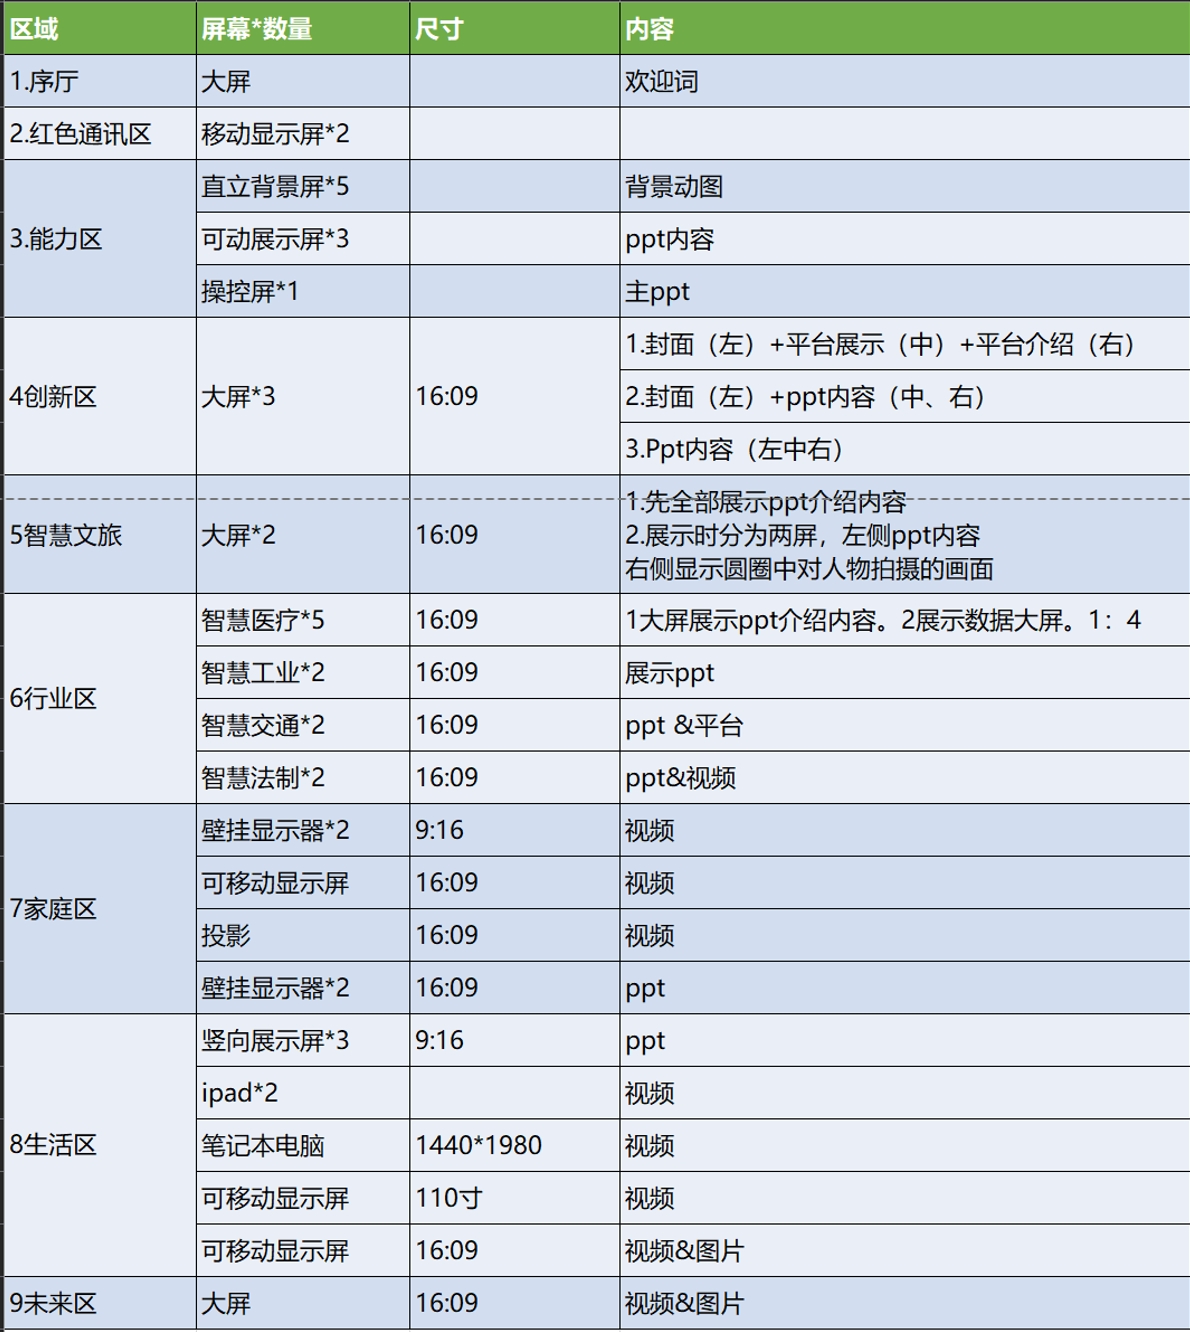 区域 屏幕*数量 尺寸 内容
1.序厅 大屏 欢迎词
2.红色通讯区 移动显示屏*2
3.能力区
直立背景屏*5 背景动图
可动展示屏*3 ppt内容
操控屏*1 主ppt
4创新区 大屏*3 16:09
1.封面（左）+平台展示（中）+平台介绍（右）
2.封面（左）+ppt内容（中、右）
3.Ppt内容（左中右）
5智慧文旅 大屏*2 16:09
1.先全部展示ppt介绍内容
2.展示时分为两屏，左侧ppt内容
右侧显示圆圈中对人物拍摄的画面
6行业区
智慧医疗*5 16:09 1大屏展示ppt介绍内容。2展示数据大屏。1：4
智慧工业*2 16:09 展示ppt
智慧交通*2 16:09 ppt &平台
智慧法制*2 16:09 ppt&视频
7家庭区
壁挂显示器*2 9:16 视频
可移动显示屏 16:09 视频
投影 16:09 视频
壁挂显示器*2 16:09 ppt
8生活区
竖向展示屏*3 9:16 ppt
ipad*2 视频
笔记本电脑 1440*1980 视频
可移动显示屏 110寸 视频
可移动显示屏 16:09 视频&图片
9未来区 大屏 16:09 视频&图片